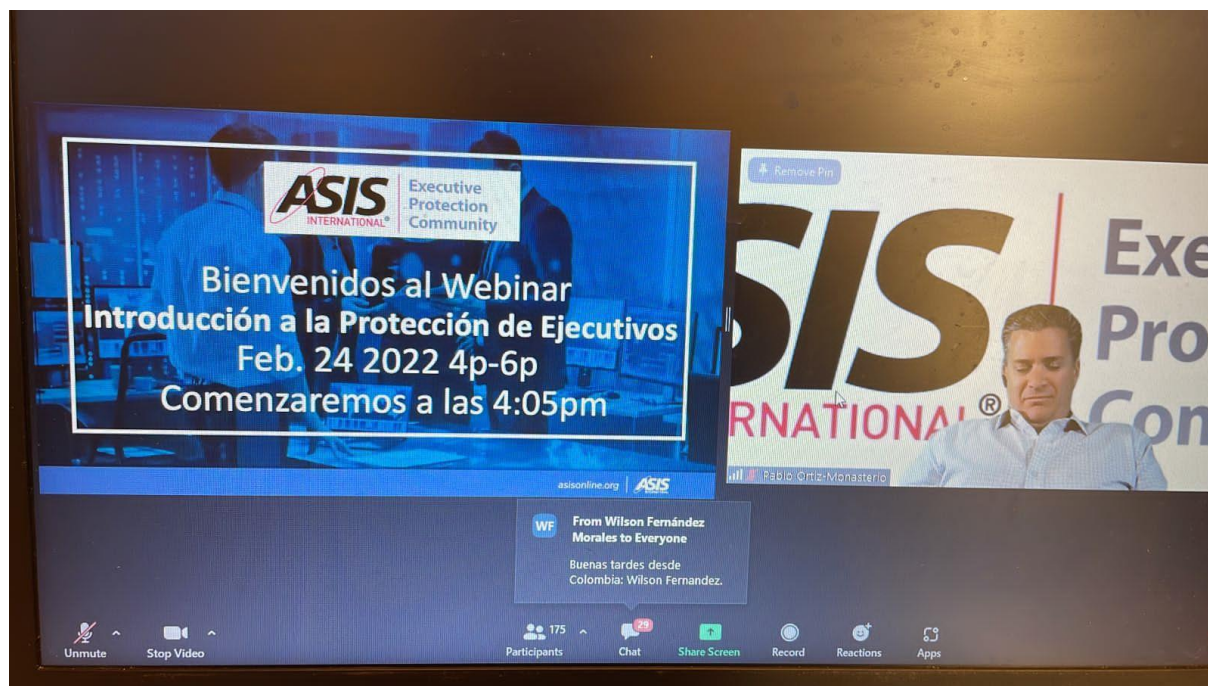 ASIS
INTERNATIONAL®
Executive
Protection
Community
Bienvenidos al Webinar
Introducción a la Protección de Ejecutivos
Feb. 24 2022 4p-6p
Comenzaremos a las 4:05pm
asisonline.org
ASIS
Remove Pin
SIS
RNATIONAL®
Exe
Pro
Com
Pablo Ortiz-Monasterio
WF
From Wilson Fernández
Morales to Everyone
Buenas tardes desde
Colombia: Wilson Fernandez.
Unmute
Stop Video
175
Participants
29
Chat
Share Screen
Record
Reactions
Apps